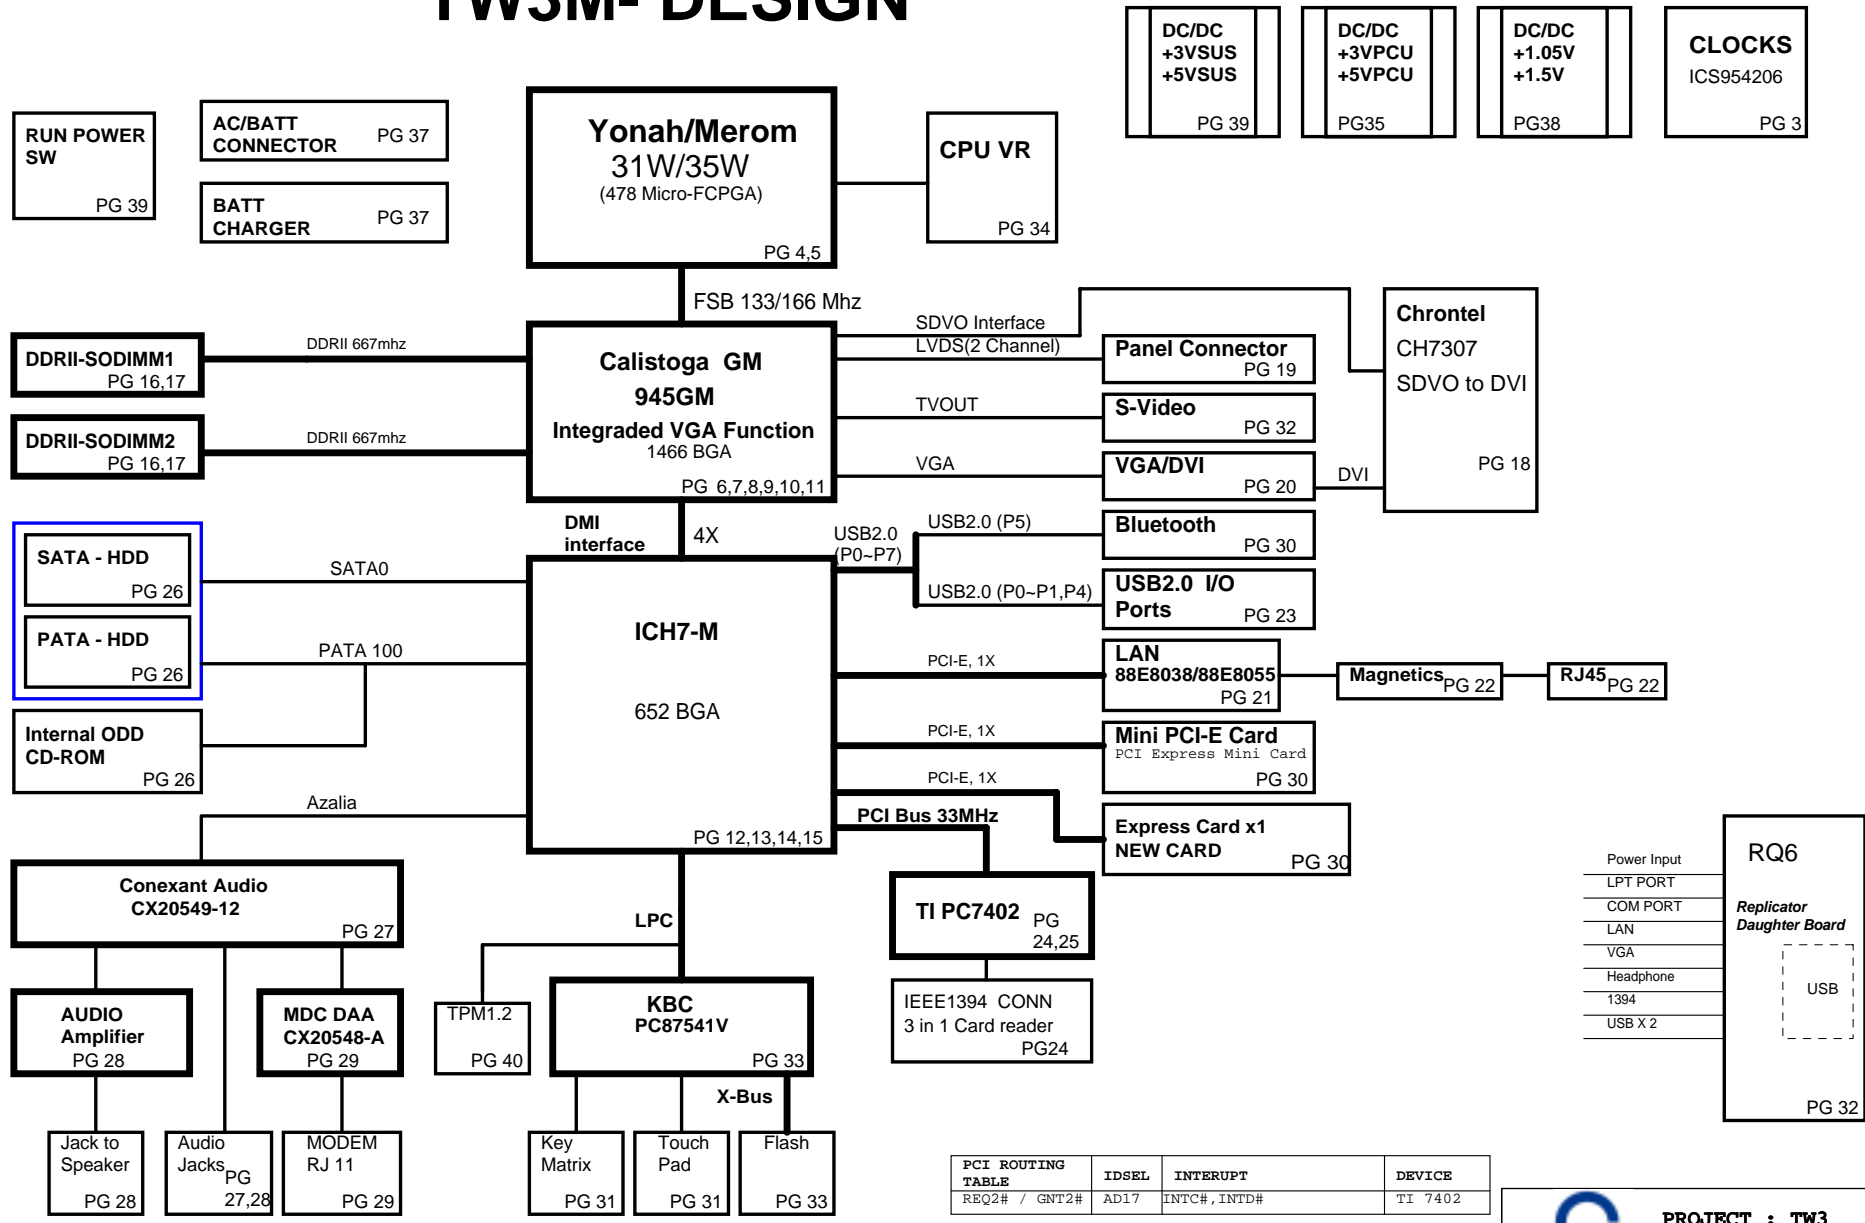 TW3M- DESIGN
DC/DC
+3VSUS
+5VSUS
PG 39
DC/DC
+3VPCU
+5VPCU
PG35
DC/DC
+1.05V
+1.5V
PG38
CLOCKS
ICS954206
PG 3
RUN POWER
SW
PG 39
AC/BATT
CONNECTOR
PG 37
BATT
CHARGER
PG 37
Yonah/Merom
31W/35W
(478 Micro-FCPGA)
PG 4,5
CPU VR
PG 34
FSB 133/166 Mhz
DDRII-SODIMM1
PG 16,17
DDRII 667mhz
DDRII-SODIMM2
PG 16,17
DDRII 667mhz
Calistoga GM
945GM
Integraded VGA Function
1466 BGA
PG 6,7,8,9,10,11
SDVO Interface
LVDS(2 Channel)
Panel Connector
PG 19
TVOUT
S-Video
PG 32
VGA
VGA/DVI
PG 20
DVI
Chrontel
CH7307
SDVO to DVI
PG 18
DMI
interface
4X
USB2.0
(P0~P7)
USB2.0 (P5)
Bluetooth
PG 30
USB2.0 (P0~P1,P4)
USB2.0 I/O
Ports
PG 23
SATA - HDD
PG 26
SATA0
PATA - HDD
PG 26
PATA 100
Internal ODD
CD-ROM
PG 26
Azalia
ICH7-M
652 BGA
PG 12,13,14,15
PCI-E, 1X
LAN
88E8038/88E8055
PG 21
Magnetics
PG 22
RJ45
PG 22
PCI-E, 1X
Mini PCI-E Card
PCI Express Mini Card
PG 30
PCI-E, 1X
Express Card x1
NEW CARD
PG 30
PCI Bus 33MHz
TI PC7402
PG
24,25
IEEE1394 CONN
3 in 1 Card reader
PG24
Conexant Audio
CX20549-12
PG 27
AUDIO
Amplifier
PG 28
MDC DAA
CX20548-A
PG 29
Jack to
Speaker
PG 28
Audio
Jacks
PG
27,28
MODEM
RJ 11
PG 29
LPC
TPM1.2
PG 40
KBC
PC87541V
PG 33
X-Bus
Key
Matrix
PG 31
Touch
Pad
PG 31
Flash
PG 33
Power Input
LPT PORT
COM PORT
LAN
VGA
Headphone
1394
USB X 2
RQ6
Replicator
Daughter Board
USB
PG 32
PCI ROUTING
TABLE
IDSEL
INTERUPT
DEVICE
REQ2# / GNT2#
AD17
INTC#,INTD#
TI 7402
PROJECT : TW3